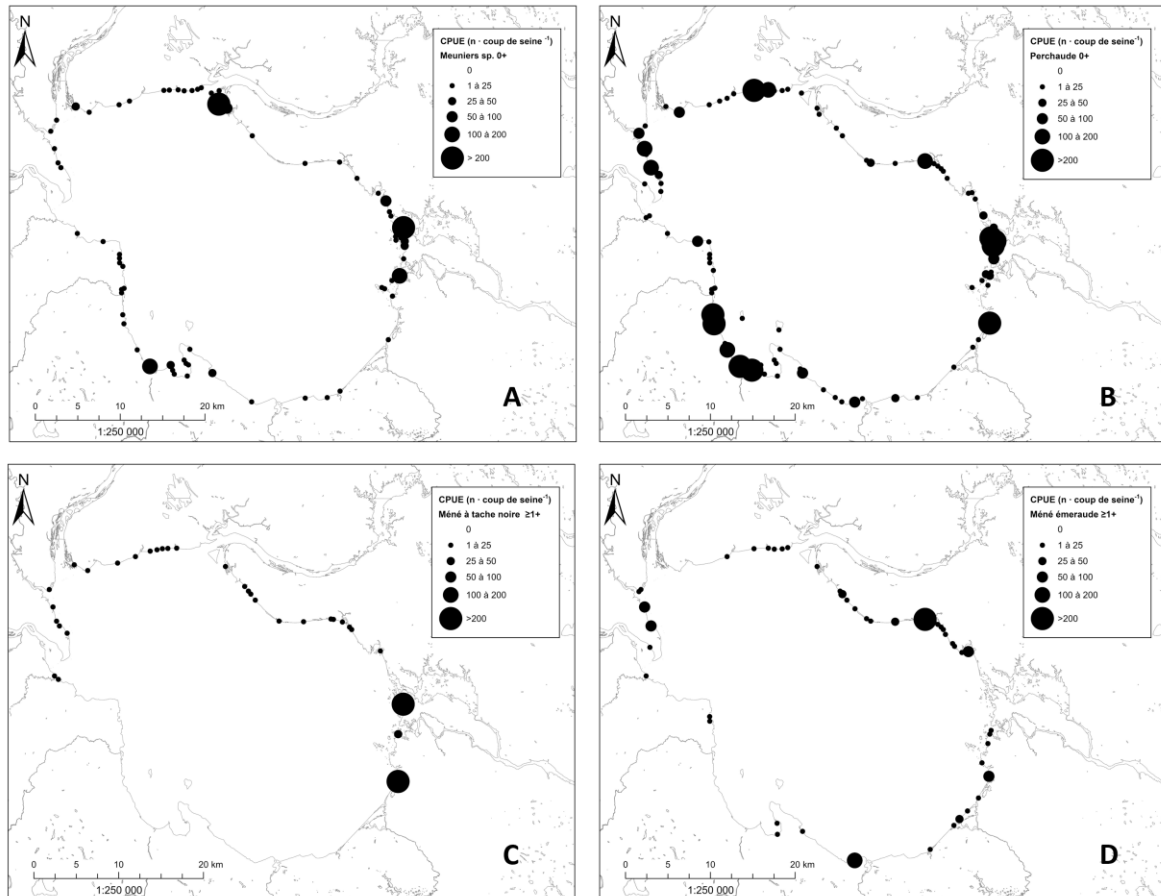 N
CPUE (n · coup de seine⁻¹)
Meuniers sp. 0+
0
1 à 25
25 à 50
50 à 100
100 à 200
> 200
0 5 10 20 km
1:250 000
A
N
CPUE (n · coup de seine⁻¹)
Perchaude 0+
0
1 à 25
25 à 50
50 à 100
100 à 200
>200
0 5 10 20 km
1:250 000
B
N
CPUE (n · coup de seine⁻¹)
Méné à tache noire ≥1+
0
1 à 25
25 à 50
50 à 100
100 à 200
>200
0 5 10 20 km
1:250 000
C
N
CPUE (n · coup de seine⁻¹)
Méné émeraude ≥1+
0
1 à 25
25 à 50
50 à 100
100 à 200
>200
0 5 10 20 km
1:250 000
D